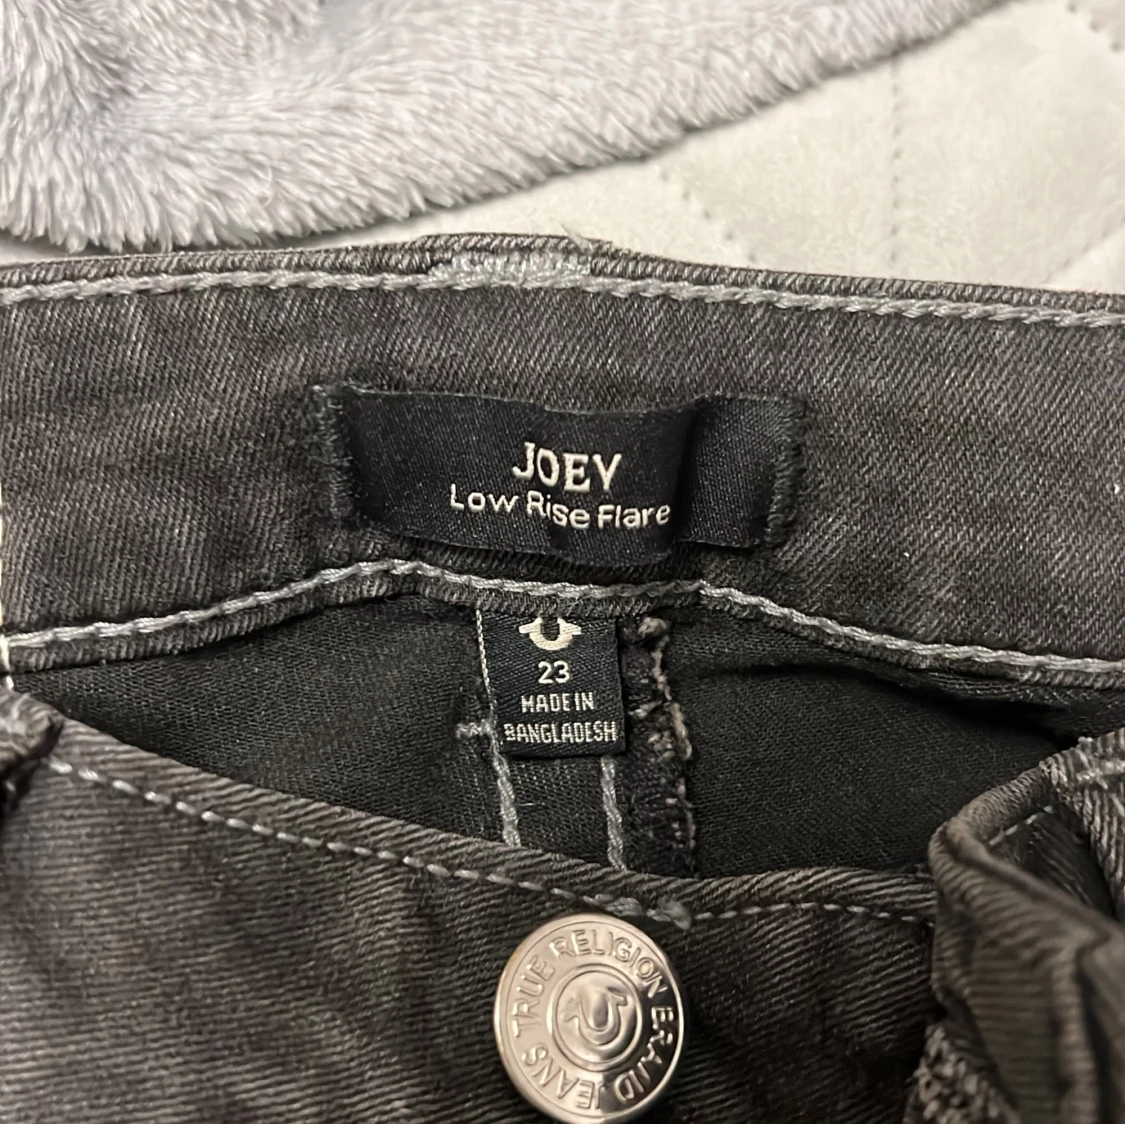 JOEY
Low Rise Flare
23
MADE IN
BANGLADESH
TRUE RELIGION BRAND JEANS